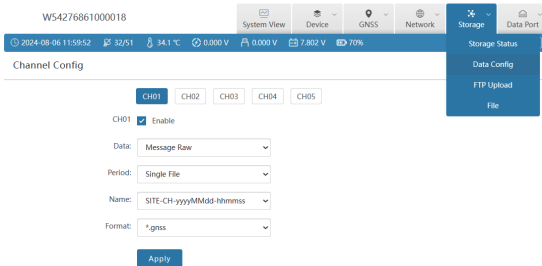 W54276861000018
System View
Device
GNSS
Network
Storage
Data Port
2024-08-06 11:59:52 32/51 34.1 ℃ 0.000 V 0.000 V 7.802 V 70%
Storage Status
Data Config
FTP Upload
File
Channel Config
CH01 CH02 CH03 CH04 CH05
CH01 Enable
Data: Message Raw
Period: Single File
Name: SITE-CH-yyyyMMdd-hhmmss
Format: *.gnss
Apply